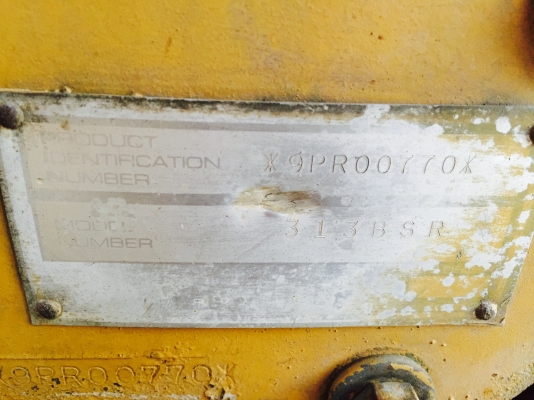 PRODUCT
IDENTIFICATION
NUMBER
*9PR00770*
MODEL
NUMBER
313BSR
*9PR00770*